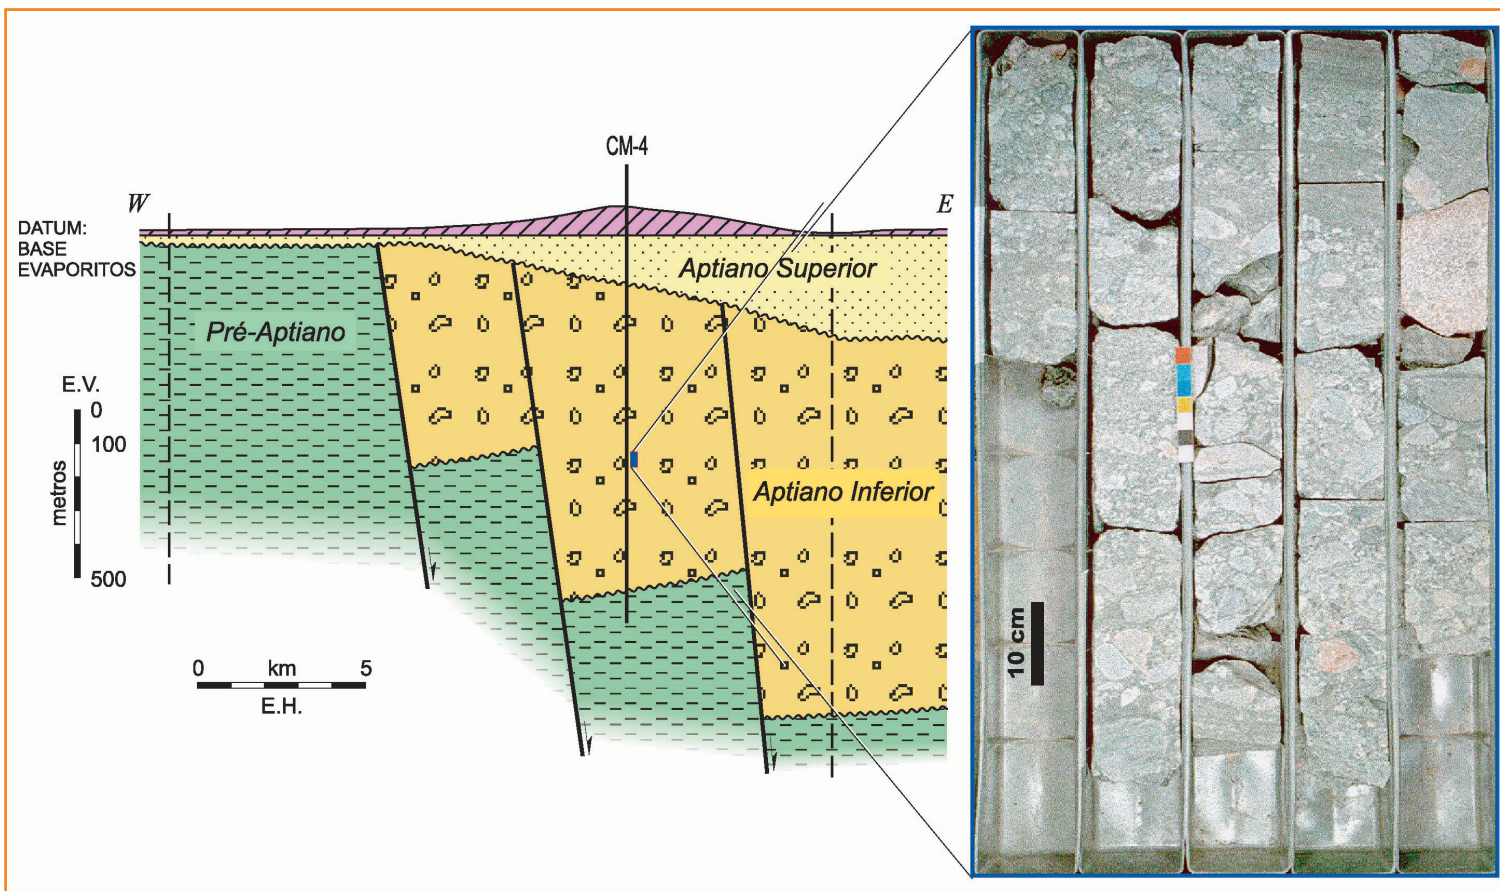 CM-4
W
E
DATUM:
BASE
EVAPORITOS
Aptiano Superior
Pré-Aptiano
E.V.
0
100
metros
500
Aptiano Inferior
0 km 5
E.H.
10 cm